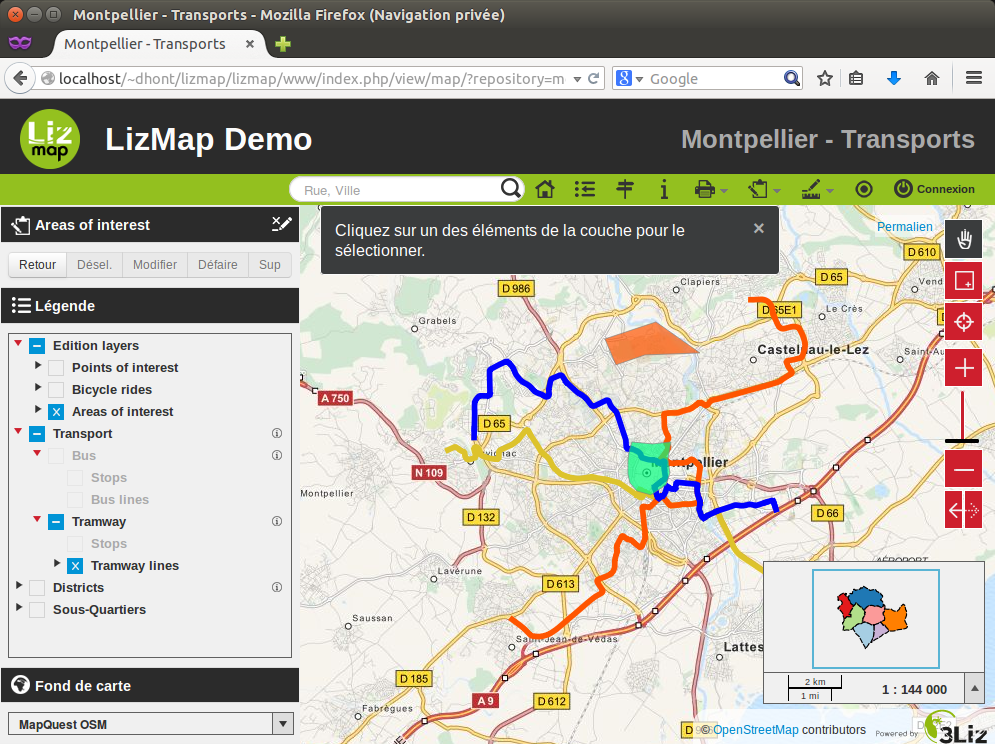 Montpellier - Transports - Mozilla Firefox (Navigation privée)
Montpellier - Transports
localhost/~dhont/lizmap/lizmap/www/index.php/view/map/?repository=m
Google
Liz
map
LizMap Demo
Montpellier - Transports
Rue, Ville
Connexion
Areas of interest
Retour Désel. Modifier Défaire Sup
Légende
Edition layers
Points of interest
Bicycle rides
Areas of interest
Transport
Bus
Stops
Bus lines
Tramway
Stops
Tramway lines
Districts
Sous-Quartiers
Fond de carte
MapQuest OSM
Cliquez sur un des éléments de la couche pour le
sélectionner.
Permalien
D 610
D 65
Vend
D 986
Clapiers
D 65E1
Le Crès
Grabels
Castelnau-le-Lez
Saint-Au
A 750
D 65
Montpellier
N 109
Montpellier
D 132
D 66
AÉROPORT
Lavérune
D 613
Saussan
Saint-Jean-de-Védas
Lattes
D 185
A 9
D 612
Fabrègues
2 km
1 mi
1 : 144 000
© OpenStreetMap contributors
Powered by
3Liz